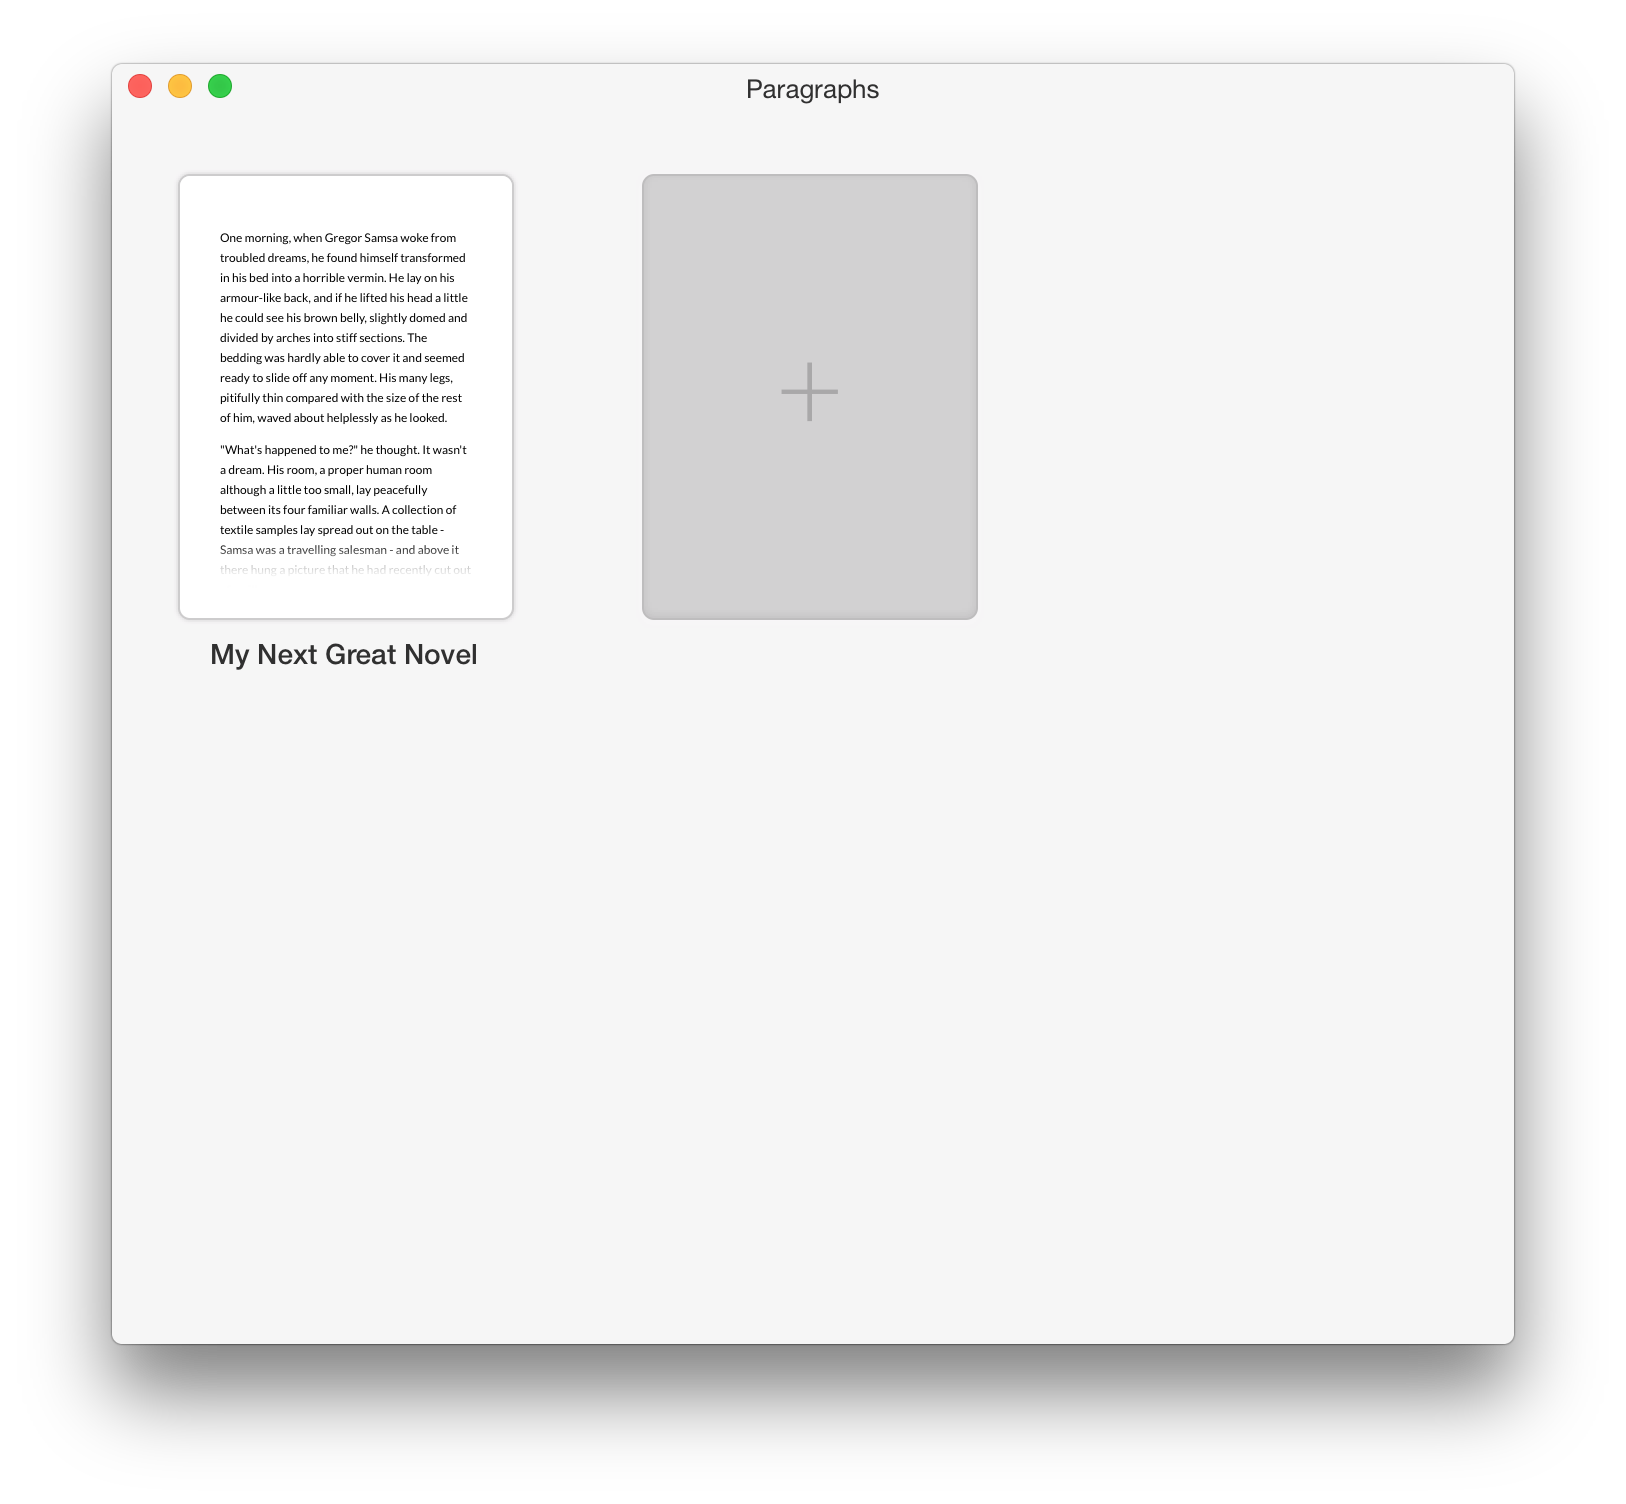 Paragraphs
One morning, when Gregor Samsa woke from
troubled dreams, he found himself transformed
in his bed into a horrible vermin. He lay on his
armour-like back, and if he lifted his head a little
he could see his brown belly, slightly domed and
divided by arches into stiff sections. The
bedding was hardly able to cover it and seemed
ready to slide off any moment. His many legs,
pitifully thin compared with the size of the rest
of him, waved about helplessly as he looked.
"What's happened to me?" he thought. It wasn't
a dream. His room, a proper human room
although a little too small, lay peacefully
between its four familiar walls. A collection of
textile samples lay spread out on the table -
Samsa was a travelling salesman - and above it
there hung a picture that he had recently cut out
My Next Great Novel